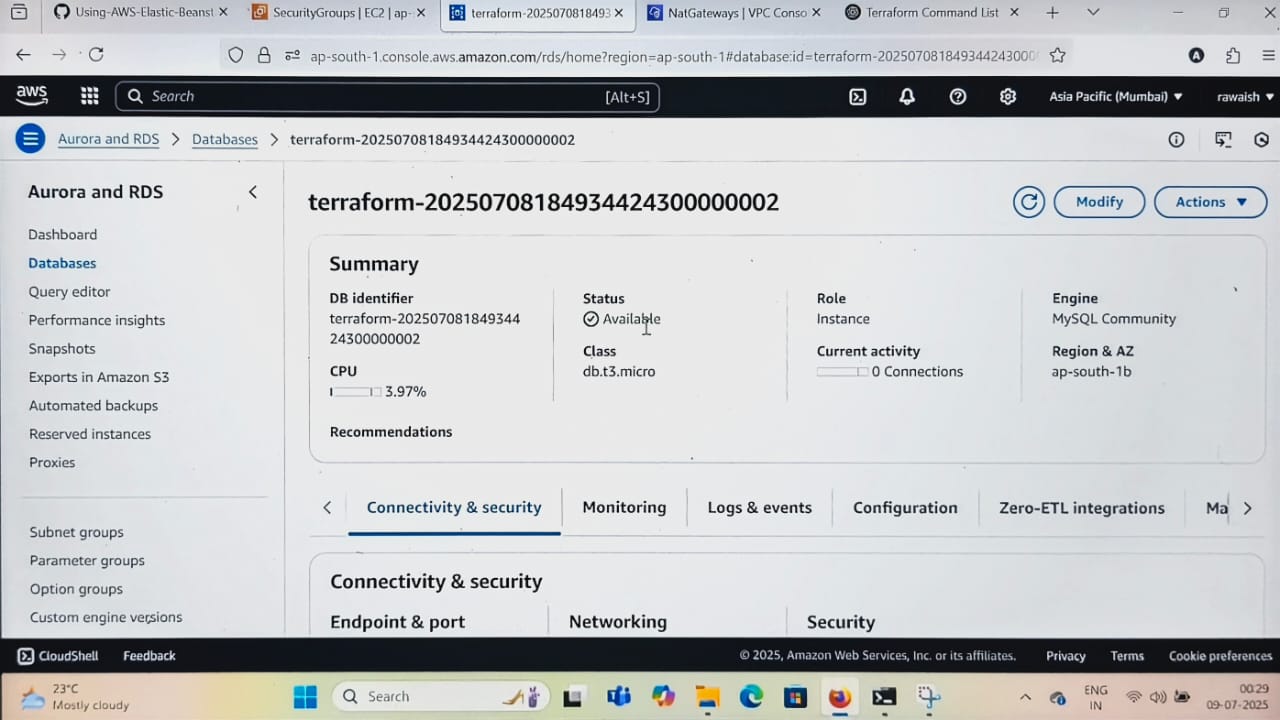 Using-AWS-Elastic-Beanst
SecurityGroups | EC2 | ap-
terraform-2025070818493
NatGateways | VPC Conso
Terraform Command List
ap-south-1.console.aws.amazon.com/rds/home?region=ap-south-1#database:id=terraform-202507081849344243000
aws
Search
[Alt+S]
Asia Pacific (Mumbai)
rawaish
Aurora and RDS
Databases
terraform-20250708184934424300000002
Aurora and RDS
Dashboard
Databases
Query editor
Performance insights
Snapshots
Exports in Amazon S3
Automated backups
Reserved instances
Proxies
Subnet groups
Parameter groups
Option groups
Custom engine versions
terraform-20250708184934424300000002
Modify
Actions
Summary
DB identifier
terraform-202507081849344
24300000002
CPU
3.97%
Recommendations
Status
Available
Class
db.t3.micro
Role
Instance
Current activity
0 Connections
Engine
MySQL Community
Region & AZ
ap-south-1b
Connectivity & security
Monitoring
Logs & events
Configuration
Zero-ETL integrations
Ma
Connectivity & security
Endpoint & port
Networking
Security
CloudShell
Feedback
© 2025, Amazon Web Services, Inc. or its affiliates.
Privacy
Terms
Cookie preferences
23°C
Mostly cloudy
Search
ENG
IN
00:29
09-07-2025